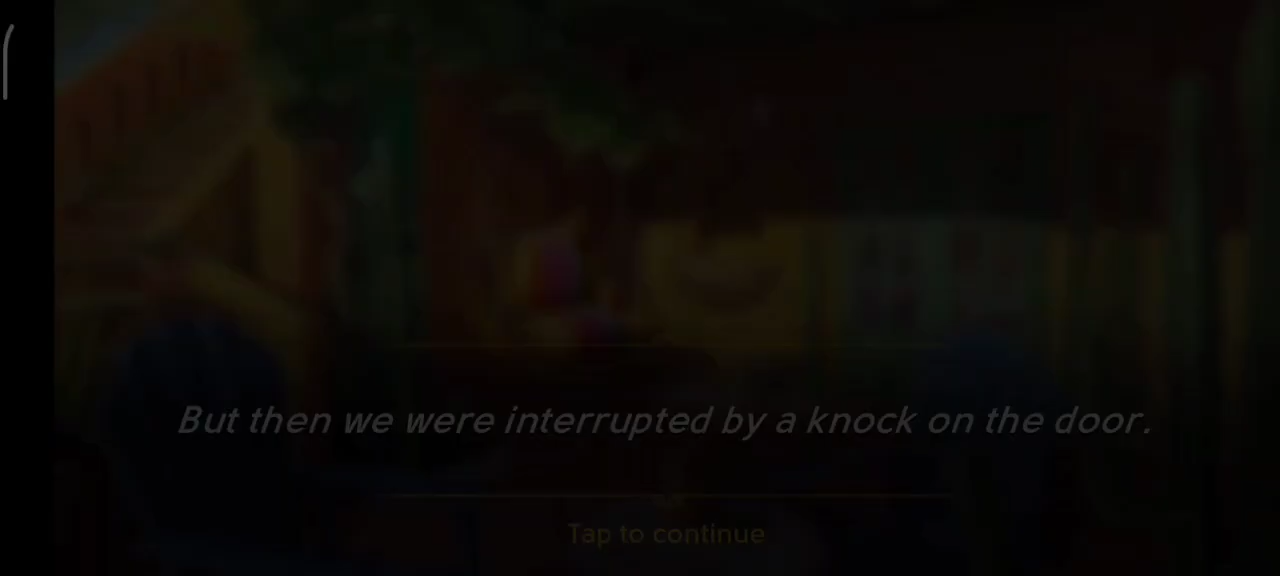 But then we were interrupted by a knock on the door.
Tap to continue